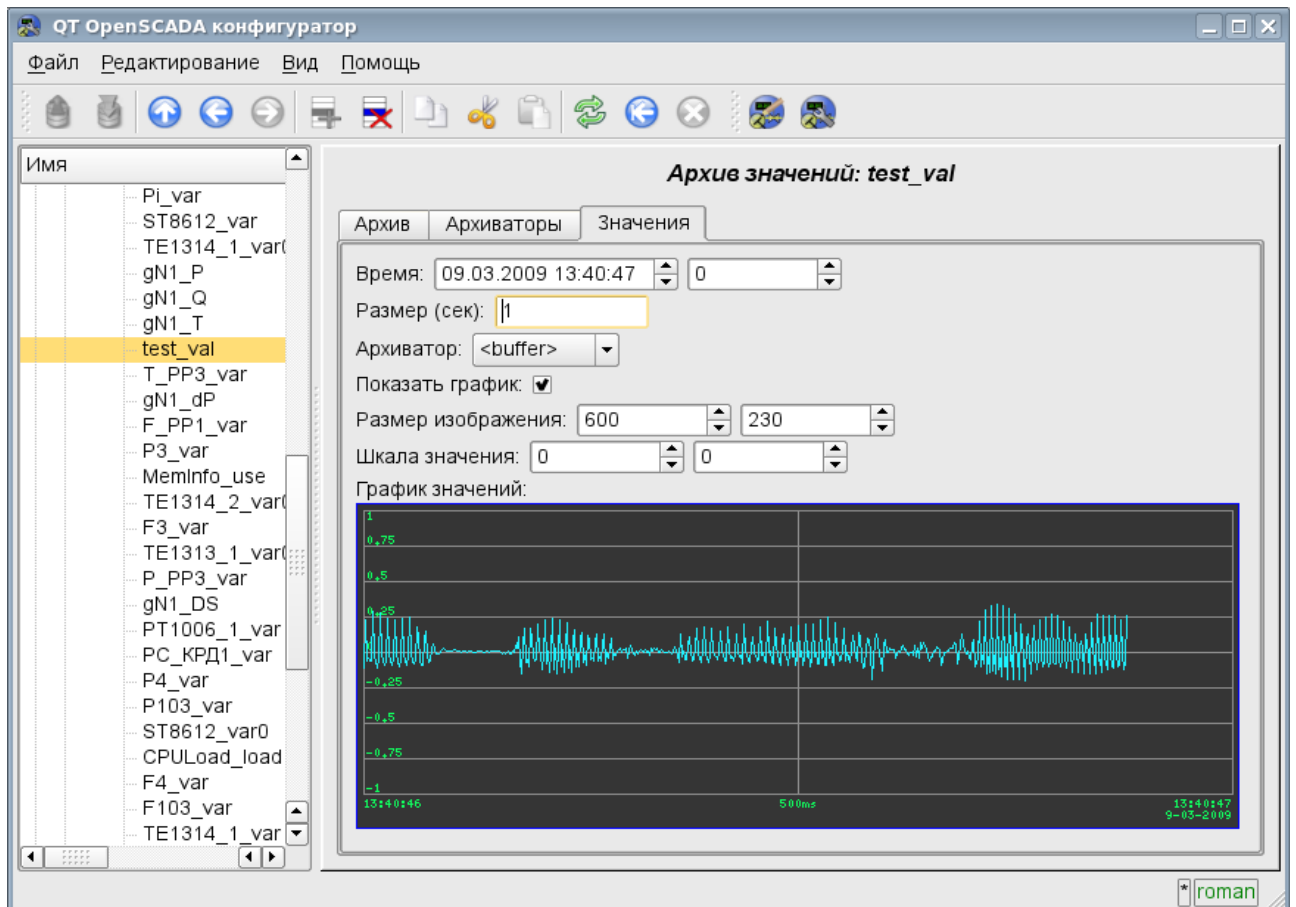 QT OpenSCADA конфигуратор
Файл Редактирование Вид Помощь
Имя
Pi_var
ST8612_var
TE1314_1_var
gN1_P
gN1_Q
gN1_T
test_val
T_PP3_var
gN1_dP
F_PP1_var
P3_var
MemInfo_use
TE1314_2_var
F3_var
TE1313_1_var
P_PP3_var
gN1_DS
PT1006_1_var
РС_КРД1_var
P4_var
P103_var
ST8612_var0
CPULoad_load
F4_var
F103_var
TE1314_1_var
Архив значений: test_val
Архив Архиваторы Значения
Время: 09.03.2009 13:40:47 0
Размер (сек): 1
Архиватор: <buffer>
Показать график:
Размер изображения: 600 230
Шкала значения: 0 0
График значений:
1
0.75
0.5
0.25
-0.25
-0.5
-0.75
-1
13:40:46 500ms 13:40:47
9-03-2009
* roman